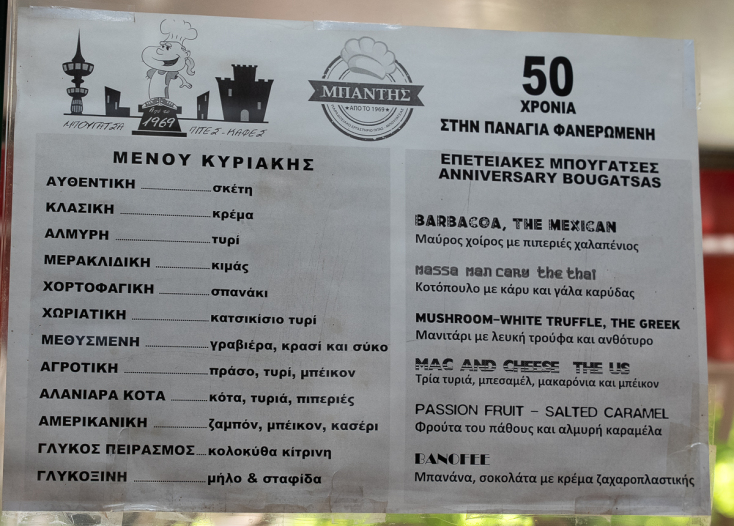 ΜΠΟΥΓΑΤΣΑ
Από το
1969
ΠΙΤΕΣ - ΚΑΦΕΣ
ΜΠΑΝΤΗΣ
★ΑΠΟ ΤΟ 1969★
50
ΧΡΟΝΙΑ
ΣΤΗΝ ΠΑΝΑΓΙΑ ΦΑΝΕΡΩΜΕΝΗ
ΜΕΝΟΥ ΚΥΡΙΑΚΗΣ
ΑΥΘΕΝΤΙΚΗ ..................σκέτη
ΚΛΑΣΙΚΗ ..................κρέμα
ΑΛΜΥΡΗ ..................τυρί
ΜΕΡΑΚΛΙΔΙΚΗ ..................κιμάς
ΧΟΡΤΟΦΑΓΙΚΗ ..................σπανάκι
ΧΩΡΙΑΤΙΚΗ ..................κατσικίσιο τυρί
ΜΕΘΥΣΜΕΝΗ ..................γραβιέρα, κρασί και σύκο
ΑΓΡΟΤΙΚΗ ..................πράσο, τυρί, μπέικον
ΑΛΑΝΙΑΡΑ ΚΟΤΑ ..................κότα, τυριά, πιπεριές
ΑΜΕΡΙΚΑΝΙΚΗ ..................ζαμπόν, μπέικον, κασέρι
ΓΛΥΚΟΣ ΠΕΙΡΑΣΜΟΣ....κολοκύθα κίτρινη
ΓΛΥΚΟΞΙΝΗ ..................μήλο & σταφίδα
ΕΠΕΤΕΙΑΚΕΣ ΜΠΟΥΓΑΤΣΕΣ
ANNIVERSARY BOUGATSAS
BARBACOA, THE MEXICAN
Μαύρος χοίρος με πιπεριές χαλαπένιος
Massa Man cary the thai
Κοτόπουλο με κάρυ και γάλα καρύδας
MUSHROOM-WHITE TRUFFLE, THE GREEK
Μανιτάρι με λευκή τρούφα και ανθότυρο
MAC AND CHEESE THE US
Τρία τυριά, μπεσαμέλ, μακαρόνια και μπέικον
PASSION FRUIT – SALTED CARAMEL
Φρούτα του πάθους και αλμυρή καραμέλα
BANOFEE
Μπανάνα, σοκολάτα με κρέμα ζαχαροπλαστικής